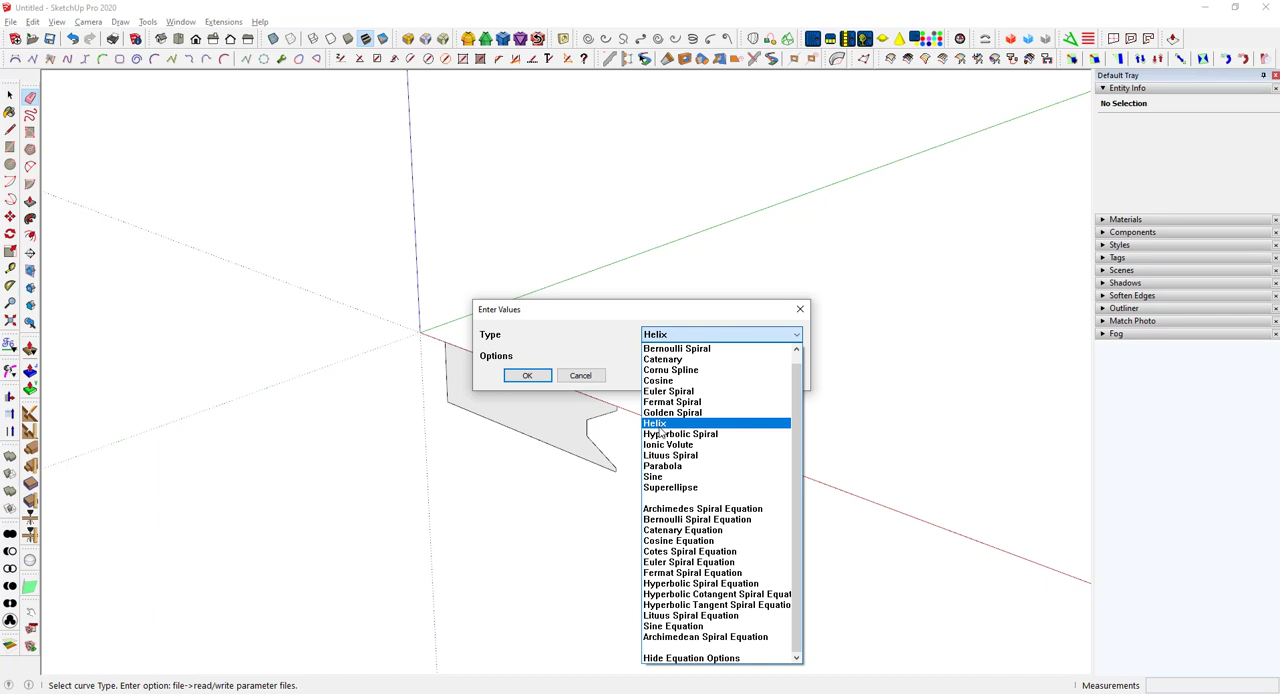 Untitled - SketchUp Pro 2020
File Edit View Camera Draw Tools Window Extensions Help
Default Tray
Entity Info
No Selection
Materials
Components
Styles
Tags
Scenes
Shadows
Soften Edges
Outliner
Match Photo
Fog
Enter Values
Type
Helix
Options
OK
Cancel
Bernoulli Spiral
Catenary
Cornu Spline
Cosine
Euler Spiral
Fermat Spiral
Golden Spiral
Helix
Hyperbolic Spiral
Ionic Volute
Lituus Spiral
Parabola
Sine
Superellipse
Archimedes Spiral Equation
Bernoulli Spiral Equation
Catenary Equation
Cosine Equation
Cotes Spiral Equation
Euler Spiral Equation
Fermat Spiral Equation
Hyperbolic Spiral Equation
Hyperbolic Cotangent Spiral Equat
Hyperbolic Tangent Spiral Equatio
Lituus Spiral Equation
Sine Equation
Archimedean Spiral Equation
Hide Equation Options
Select curve Type. Enter option: file->read/write parameter files.
Measurements